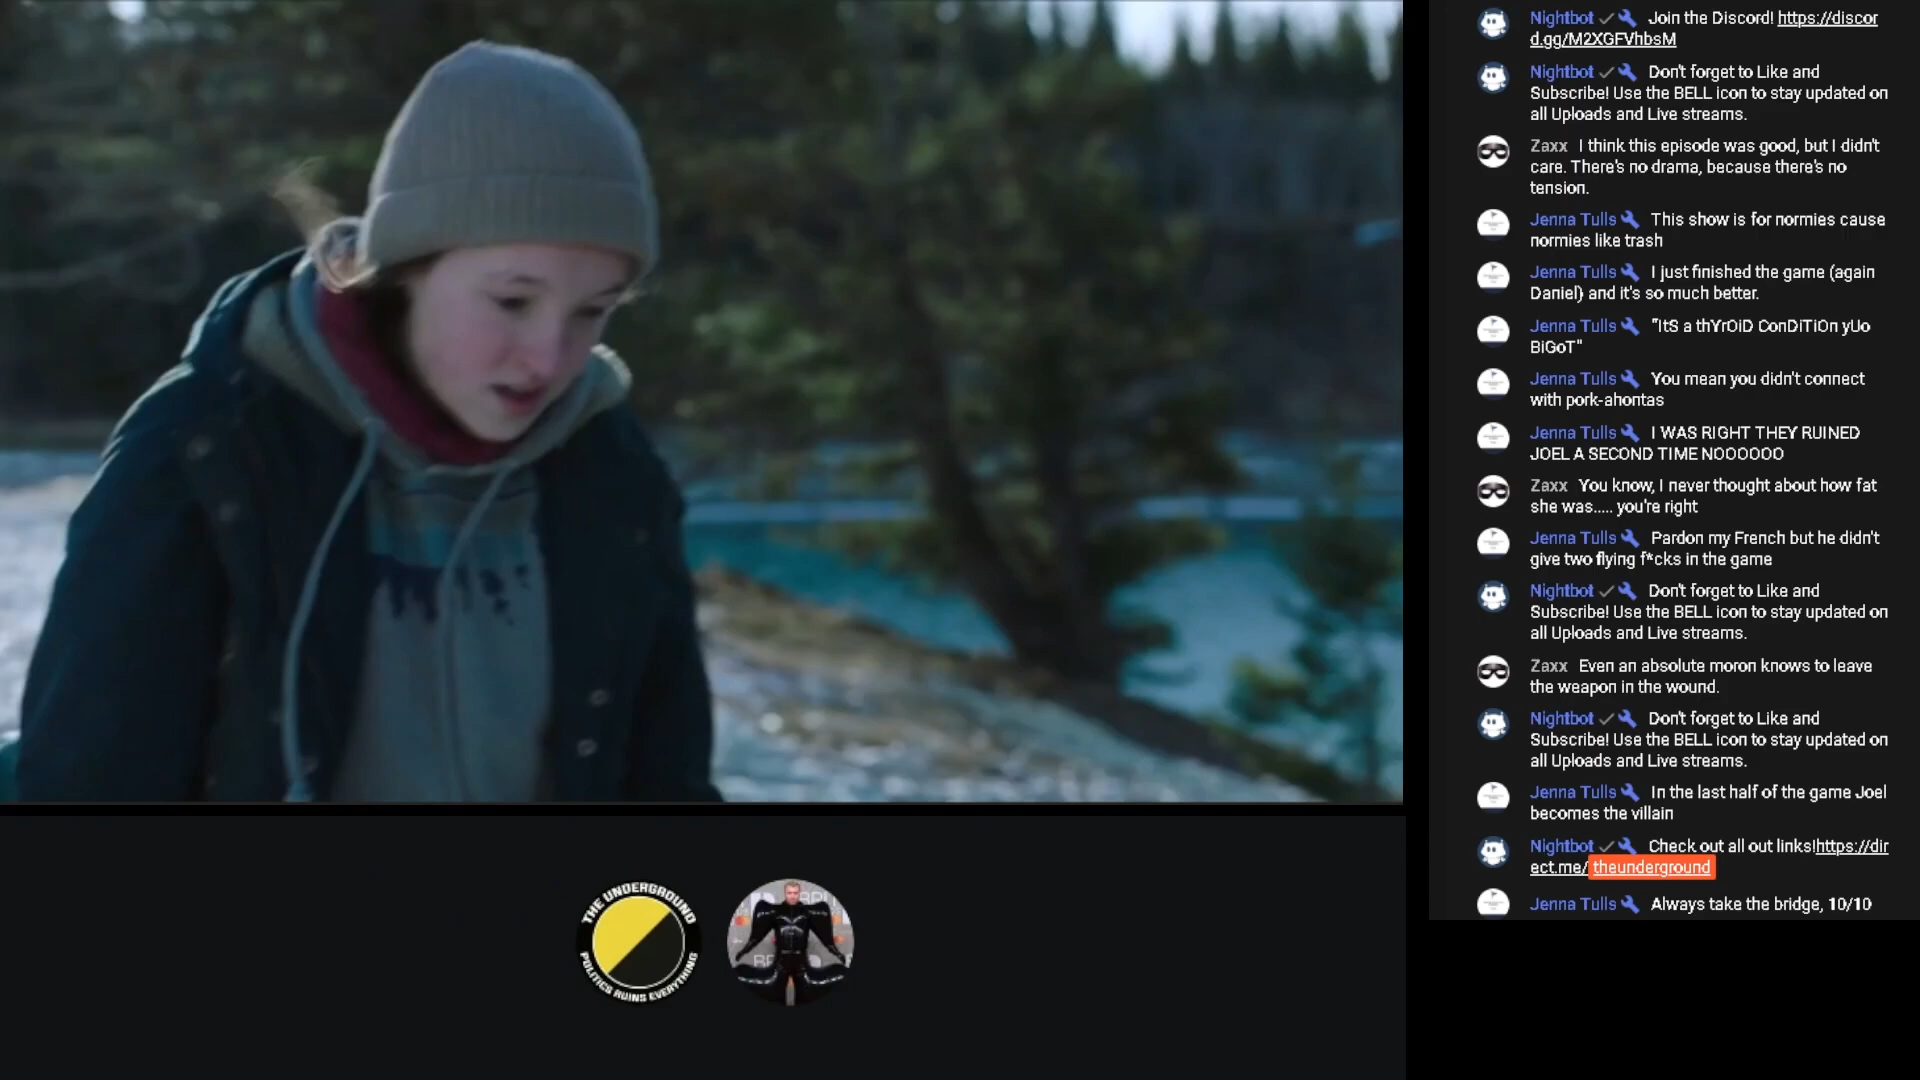 Nightbot Join the Discord! https://discor
d.gg/M2XGFVhbsM
Nightbot Don't forget to Like and
Subscribe! Use the BELL icon to stay updated on
all Uploads and Live streams.
Zaxx I think this episode was good, but I didn't
care. There's no drama, because there's no
tension.
Jenna Tulls This show is for normies cause
normies like trash
Jenna Tulls I just finished the game (again
Daniel) and it's so much better.
Jenna Tulls "ItS a thYrOiD ConDiTiOn yUo
BiGoT"
Jenna Tulls You mean you didn't connect
with pork-ahontas
Jenna Tulls I WAS RIGHT THEY RUINED
JOEL A SECOND TIME NOOOOOO
Zaxx You know, I never thought about how fat
she was..... you're right
Jenna Tulls Pardon my French but he didn't
give two flying f*cks in the game
Nightbot Don't forget to Like and
Subscribe! Use the BELL icon to stay updated on
all Uploads and Live streams.
Zaxx Even an absolute moron knows to leave
the weapon in the wound.
Nightbot Don't forget to Like and
Subscribe! Use the BELL icon to stay updated on
all Uploads and Live streams.
Jenna Tulls In the last half of the game Joel
becomes the villain
Nightbot Check out all out links!https://dir
ect.me/theunderground
Jenna Tulls Always take the bridge, 10/10
THE UNDERGROUND
POLITICS RUINS EVERYTHING